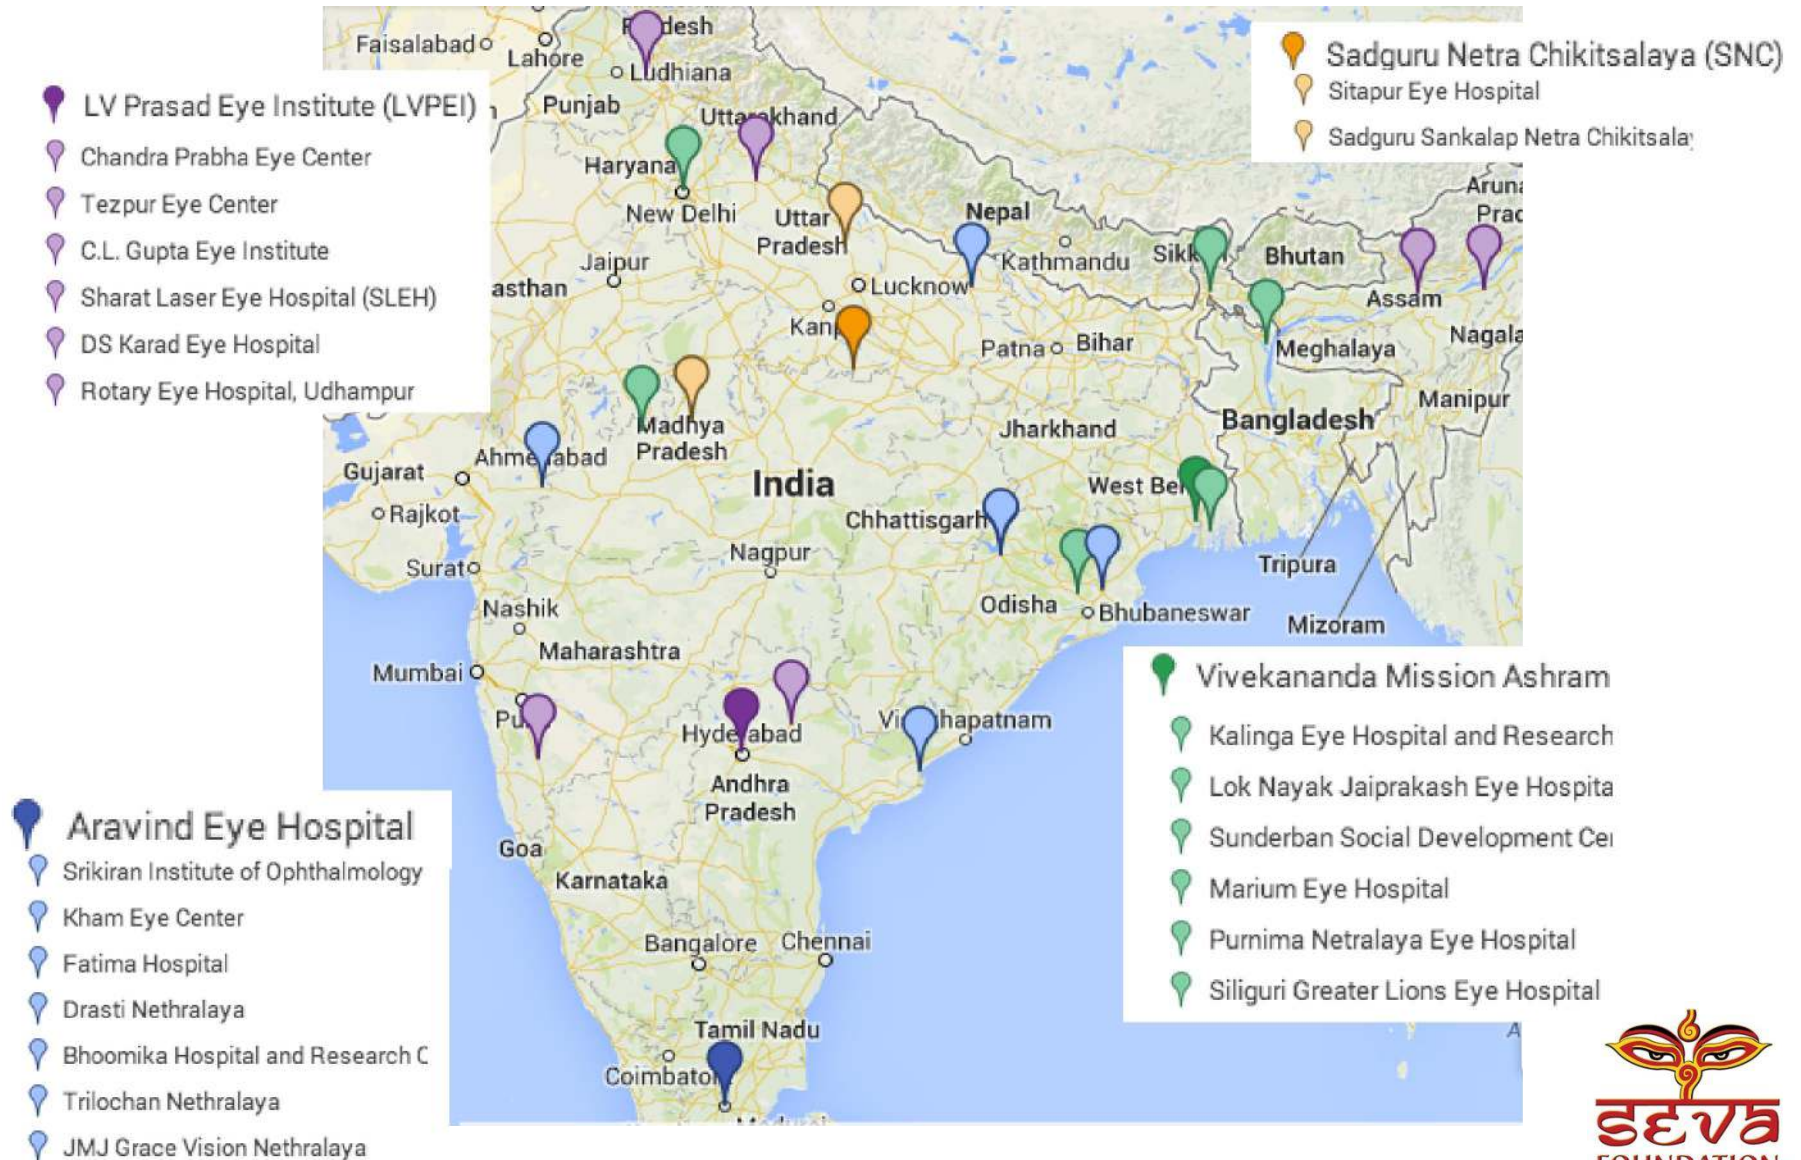 LV Prasad Eye Institute (LVPEI)
Chandra Prabha Eye Center
Tezpur Eye Center
C.L. Gupta Eye Institute
Sharat Laser Eye Hospital (SLEH)
DS Karad Eye Hospital
Rotary Eye Hospital, Udhampur
Sadguru Netra Chikitsalaya (SNC)
Sitapur Eye Hospital
Sadguru Sankalap Netra Chikitsala
Faisalabad
Lahore
Ludhiana
Punjab
Haryana
New Delhi
Uttar
Pradesh
Nepal
Kathmandu
Bhutan
Jaipur
asthan
Lucknow
Assam
Patna
Bihar
Meghalaya
Manipur
Madhya
Pradesh
Jharkhand
Bangladesh
Gujarat
Rajkot
India
Chhattisgarh
Surat
Nagpur
Tripura
Nashik
Odisha
Bhubaneswar
Mizoram
Maharashtra
Mumbai
Andhra
Pradesh
Goa
Karnataka
Bangalore
Chennai
Tamil Nadu
Vivekananda Mission Ashram
Kalinga Eye Hospital and Research
Lok Nayak Jaiprakash Eye Hospita
Sunderban Social Development Cer
Marium Eye Hospital
Purnima Netralaya Eye Hospital
Siliguri Greater Lions Eye Hospital
Aravind Eye Hospital
Srikiran Institute of Ophthalmology
Kham Eye Center
Fatima Hospital
Drasti Nethralaya
Bhoomika Hospital and Research C
Trilochan Nethralaya
JMJ Grace Vision Nethralaya
SEVA
FOUNDATION